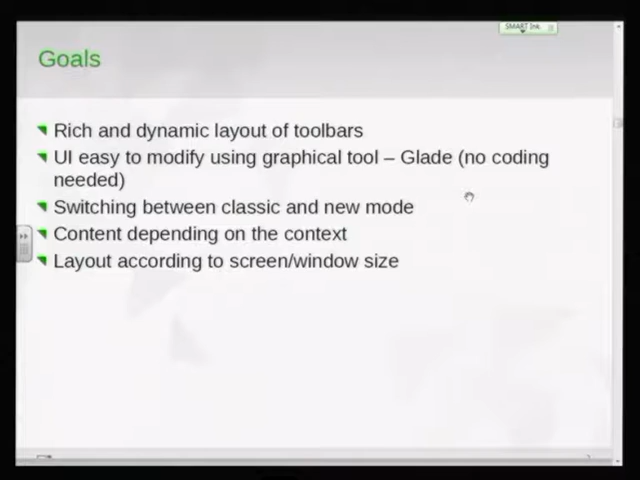 SMART Ink
Goals
Rich and dynamic layout of toolbars
UI easy to modify using graphical tool – Glade (no coding
needed)
Switching between classic and new mode
Content depending on the context
Layout according to screen/window size